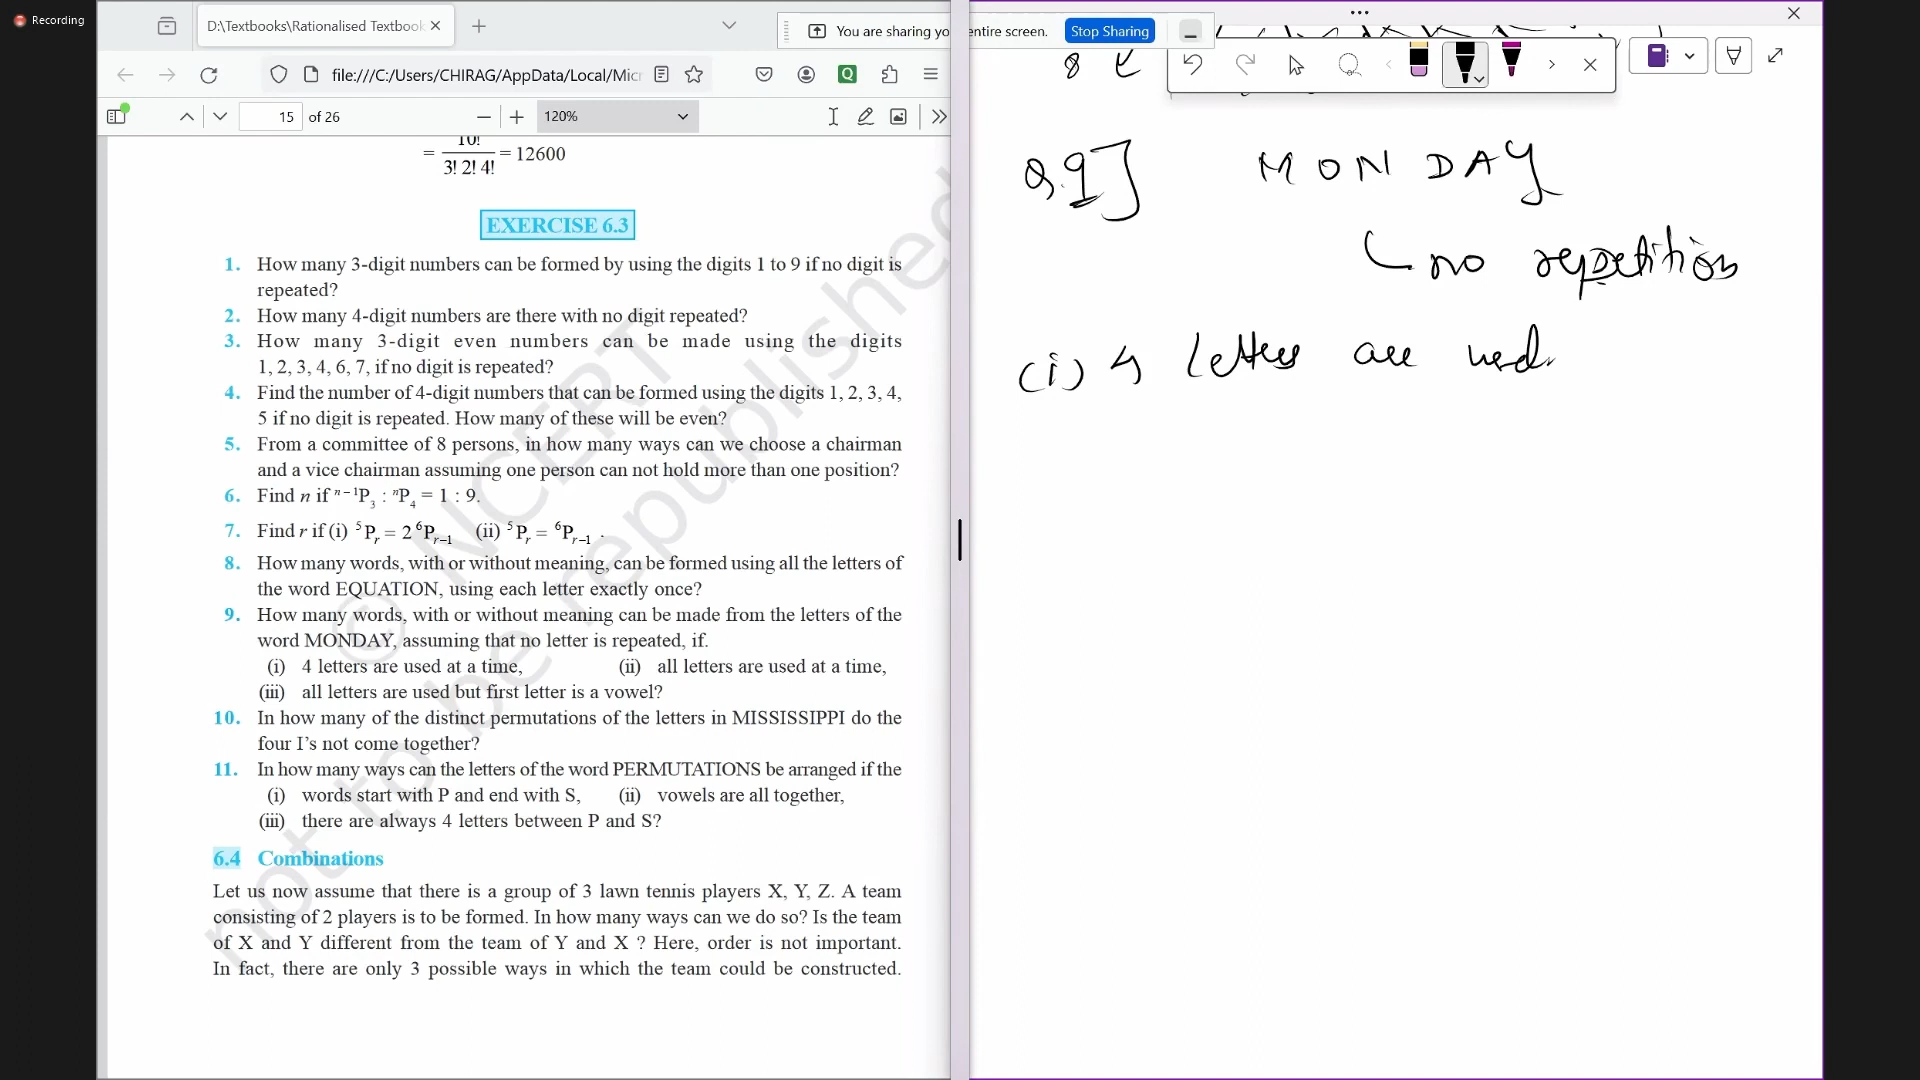 Recording
D:\Textbooks\Rationalised Textbook
You are sharing yo
entire screen.
Stop Sharing
file:///C:/Users/CHIRAG/AppData/Local/Micr
15 of 26
120%
= 10! / 3! 2! 4! = 12600
EXERCISE 6.3
1. How many 3-digit numbers can be formed by using the digits 1 to 9 if no digit is
repeated?
2. How many 4-digit numbers are there with no digit repeated?
3. How many 3-digit even numbers can be made using the digits
1, 2, 3, 4, 6, 7, if no digit is repeated?
4. Find the number of 4-digit numbers that can be formed using the digits 1, 2, 3, 4,
5 if no digit is repeated. How many of these will be even?
5. From a committee of 8 persons, in how many ways can we choose a chairman
and a vice chairman assuming one person can not hold more than one position?
6. Find n if ⁿ⁻¹P₃ : ⁿP₄ = 1 : 9.
7. Find r if (i) ⁵Pᵣ = 2 ⁶Pᵣ₋₁ (ii) ⁵Pᵣ = ⁶Pᵣ₋₁ .
8. How many words, with or without meaning, can be formed using all the letters of
the word EQUATION, using each letter exactly once?
9. How many words, with or without meaning can be made from the letters of the
word MONDAY, assuming that no letter is repeated, if.
(i) 4 letters are used at a time, (ii) all letters are used at a time,
(iii) all letters are used but first letter is a vowel?
10. In how many of the distinct permutations of the letters in MISSISSIPPI do the
four I’s not come together?
11. In how many ways can the letters of the word PERMUTATIONS be arranged if the
(i) words start with P and end with S, (ii) vowels are all together,
(iii) there are always 4 letters between P and S?
6.4 Combinations
Let us now assume that there is a group of 3 lawn tennis players X, Y, Z. A team
consisting of 2 players is to be formed. In how many ways can we do so? Is the team
of X and Y different from the team of Y and X ? Here, order is not important.
In fact, there are only 3 possible ways in which the team could be constructed.
© NCERT
not to be republished
Q.9] MONDAY
no repetition
(i) 4 letters are used